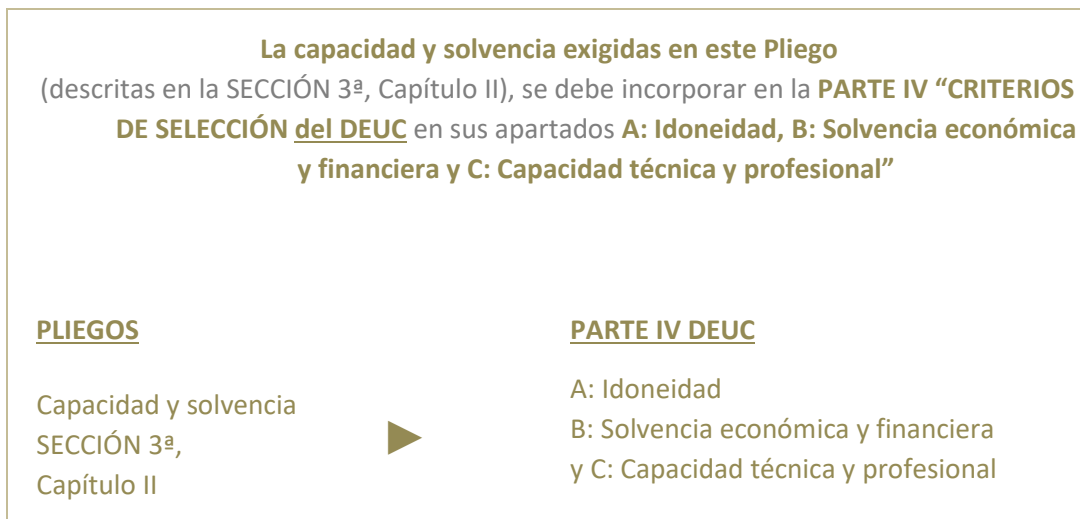 La capacidad y solvencia exigidas en este Pliego
(descritas en la SECCIÓN 3ª, Capítulo II), se debe incorporar en la PARTE IV “CRITERIOS
DE SELECCIÓN del DEUC en sus apartados A: Idoneidad, B: Solvencia económica
y financiera y C: Capacidad técnica y profesional”
PLIEGOS
Capacidad y solvencia
SECCIÓN 3ª,
Capítulo II
PARTE IV DEUC
A: Idoneidad
B: Solvencia económica y financiera
y C: Capacidad técnica y profesional